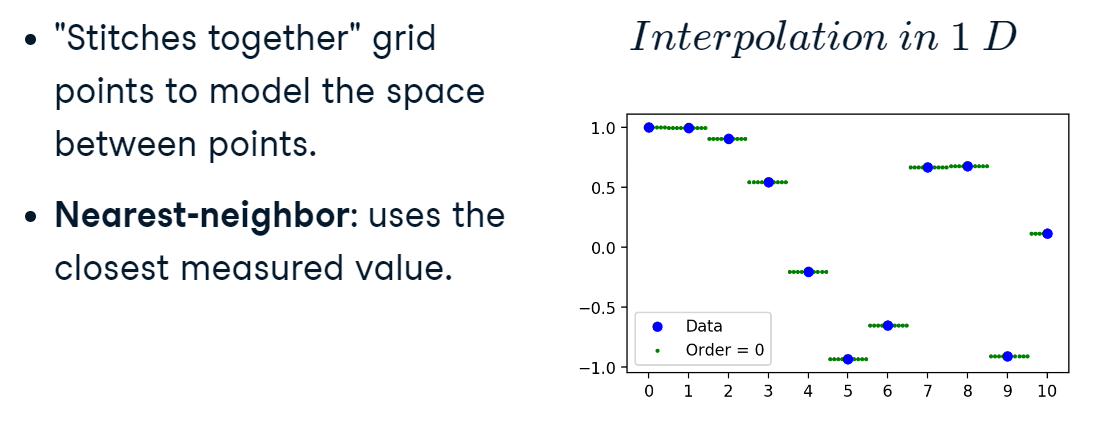 • "Stitches together" grid
points to model the space
between points.
• Nearest-neighbor: uses the
closest measured value.
Interpolation in 1 D
1.0
0.5
0.0
−0.5
−1.0
Data
Order = 0
0 1 2 3 4 5 6 7 8 9 10